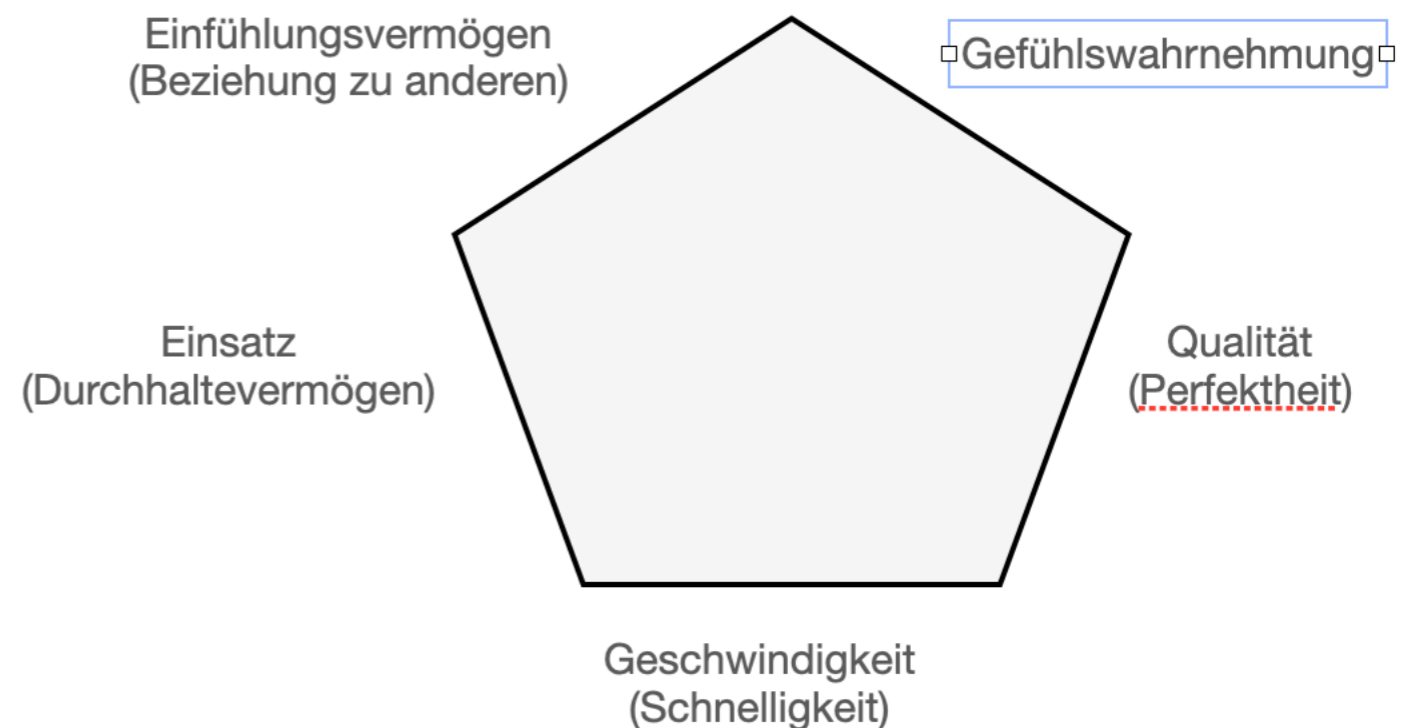 Einfühlungsvermögen
(Beziehung zu anderen)
Gefühlswahrnehmung
Einsatz
(Durchhaltevermögen)
Qualität
(Perfektheit)
Geschwindigkeit
(Schnelligkeit)